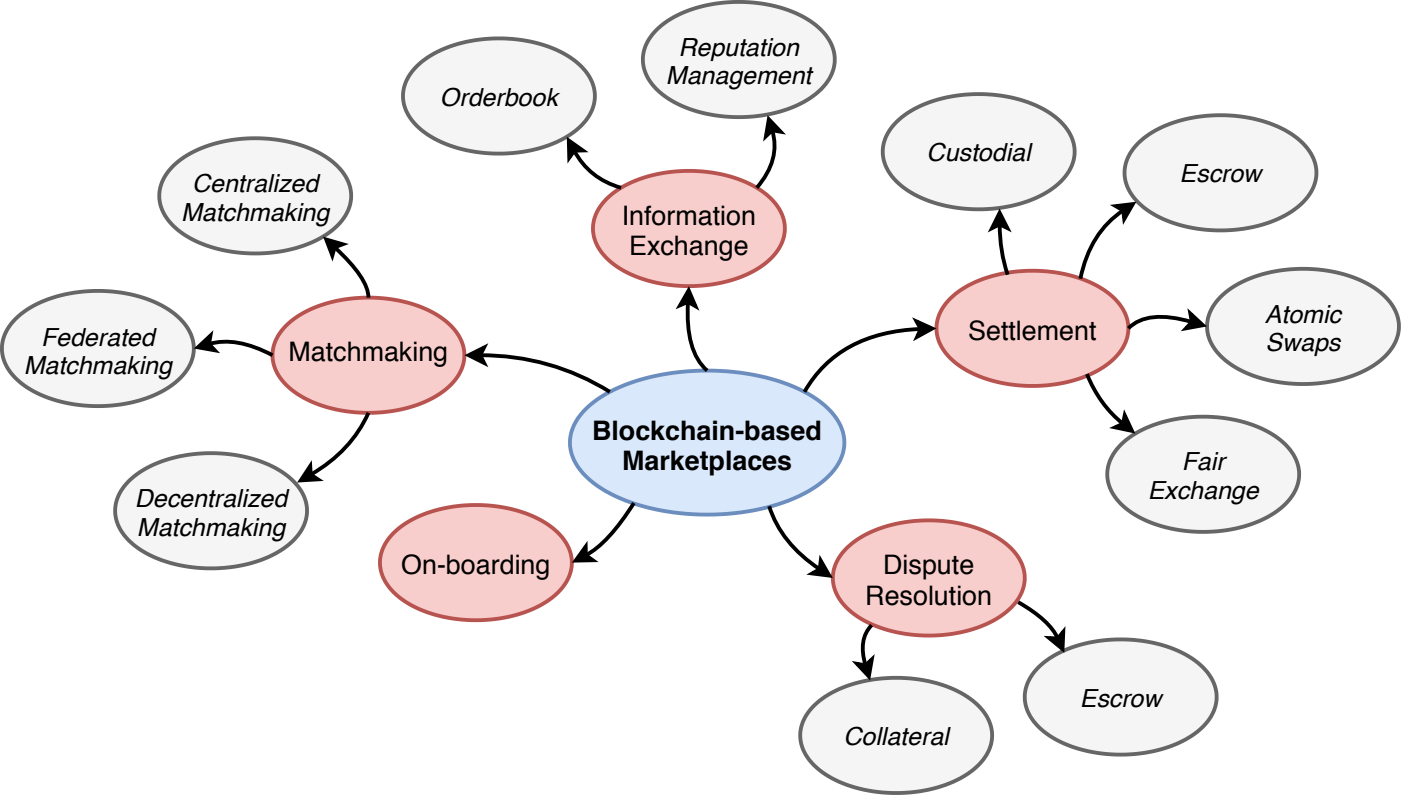 Reputation
Management
Orderbook
Custodial
Escrow
Centralized
Matchmaking
Information
Exchange
Atomic
Swaps
Settlement
Federated
Matchmaking
Matchmaking
Blockchain-based
Marketplaces
Fair
Exchange
Decentralized
Matchmaking
On-boarding
Dispute
Resolution
Escrow
Collateral